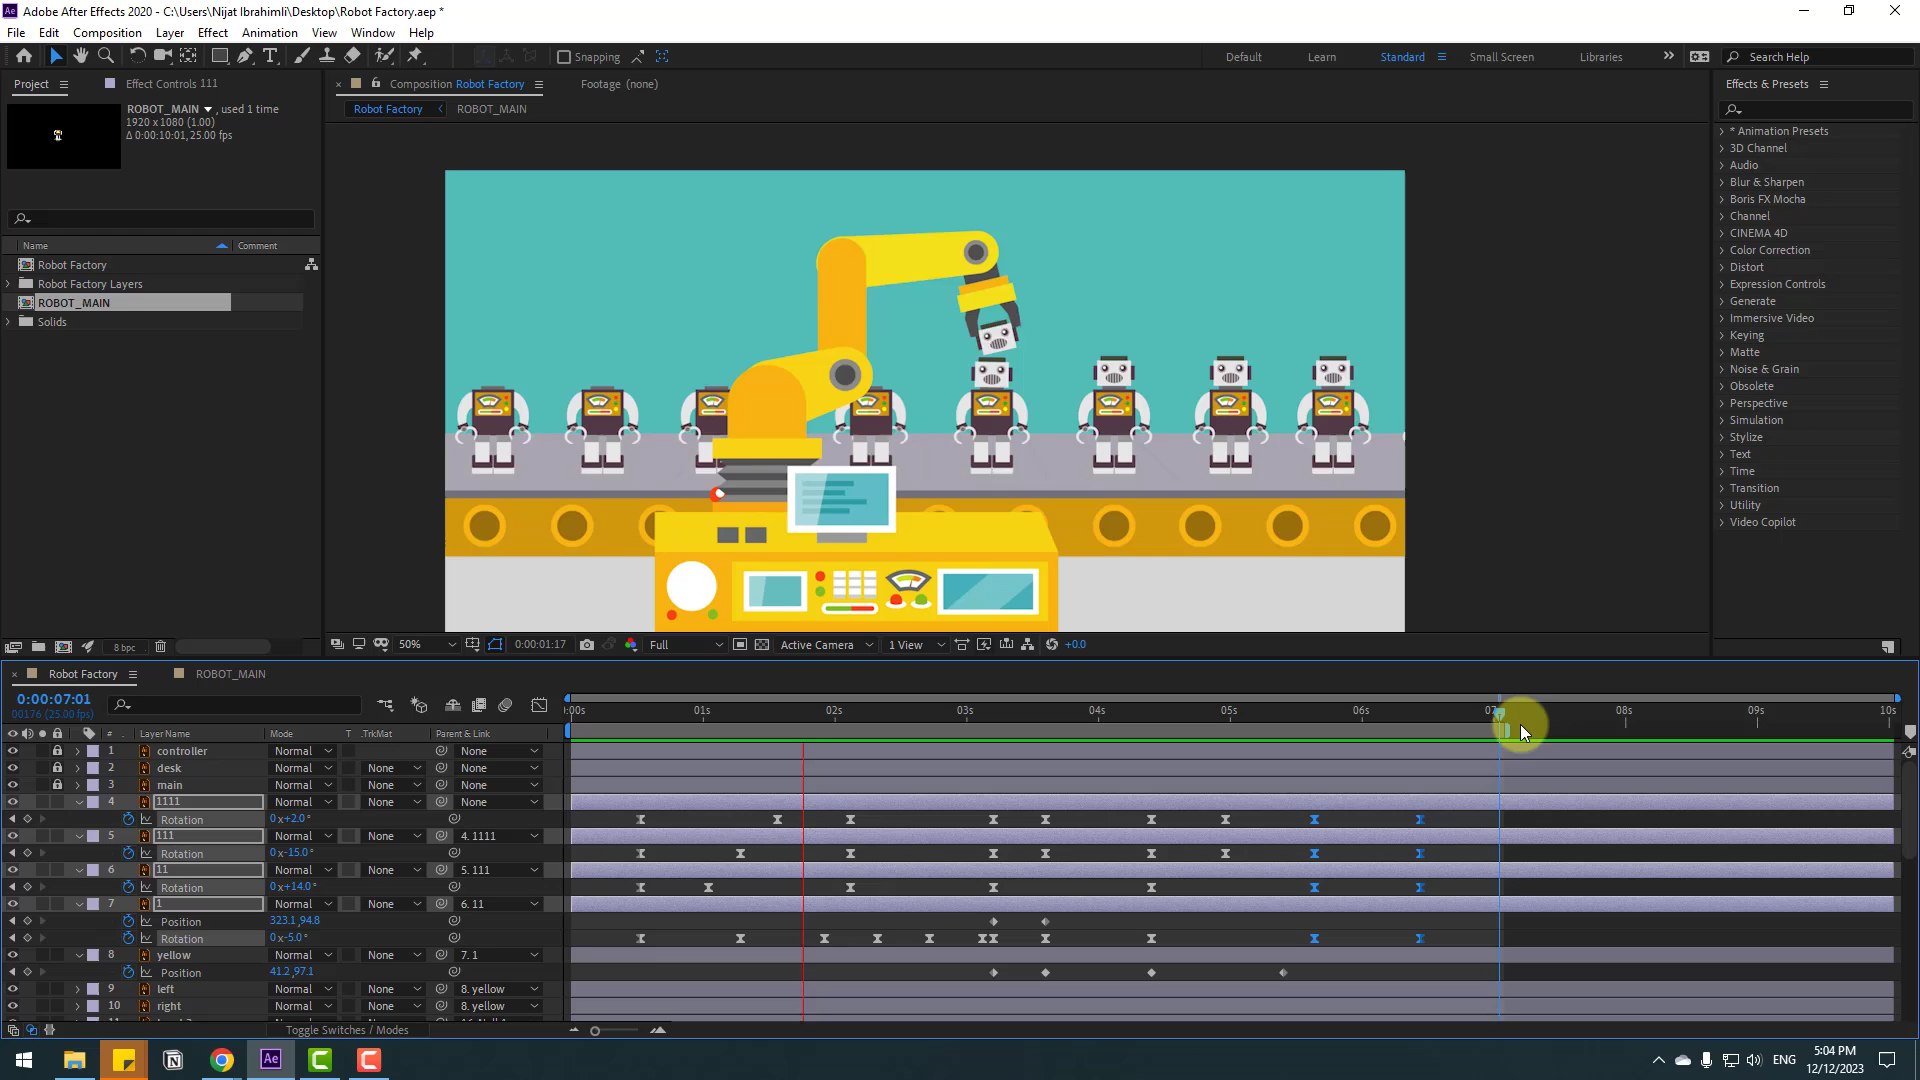 Ae Adobe After Effects 2020 - C:\Users\Nijat Ibrahimli\Desktop\Robot Factory.aep *
File Edit Composition Layer Effect Animation View Window Help
Snapping
Default Learn Standard Small Screen Libraries
Search Help
Project Effect Controls 111
Composition Robot Factory Footage (none)
Effects & Presets
ROBOT_MAIN , used 1 time
1920 x 1080 (1.00)
Δ 0:00:10:01, 25.00 fps
Robot Factory ROBOT_MAIN
Name Comment
Robot Factory
Robot Factory Layers
ROBOT_MAIN
Solids
* Animation Presets
3D Channel
Audio
Blur & Sharpen
Boris FX Mocha
Channel
CINEMA 4D
Color Correction
Distort
Expression Controls
Generate
Immersive Video
Keying
Matte
Noise & Grain
Obsolete
Perspective
Simulation
Stylize
Text
Time
Transition
Utility
Video Copilot
8 bpc
50% 0:00:01:17 Full Active Camera 1 View +0.0
Robot Factory ROBOT_MAIN
0:00:07:01
00176 (25.00 fps)
:00s 01s 02s 03s 04s 05s 06s 07s 08s 09s 10s
# Layer Name Mode T .TrkMat Parent & Link
1 controller Normal None
2 desk Normal None None
3 main Normal None None
4 1111 Normal None None
Rotation 0x+2.0°
5 111 Normal None 4. 1111
Rotation 0x-15.0°
6 11 Normal None 5. 111
Rotation 0x+14.0°
7 1 Normal None 6. 11
Position 323.1,94.8
Rotation 0x-5.0°
8 yellow Normal None 7. 1
Position 41.2,97.1
9 left Normal None 8. yellow
10 right Normal None 8. yellow
Toggle Switches / Modes
Ae C C
ENG
5:04 PM
12/12/2023